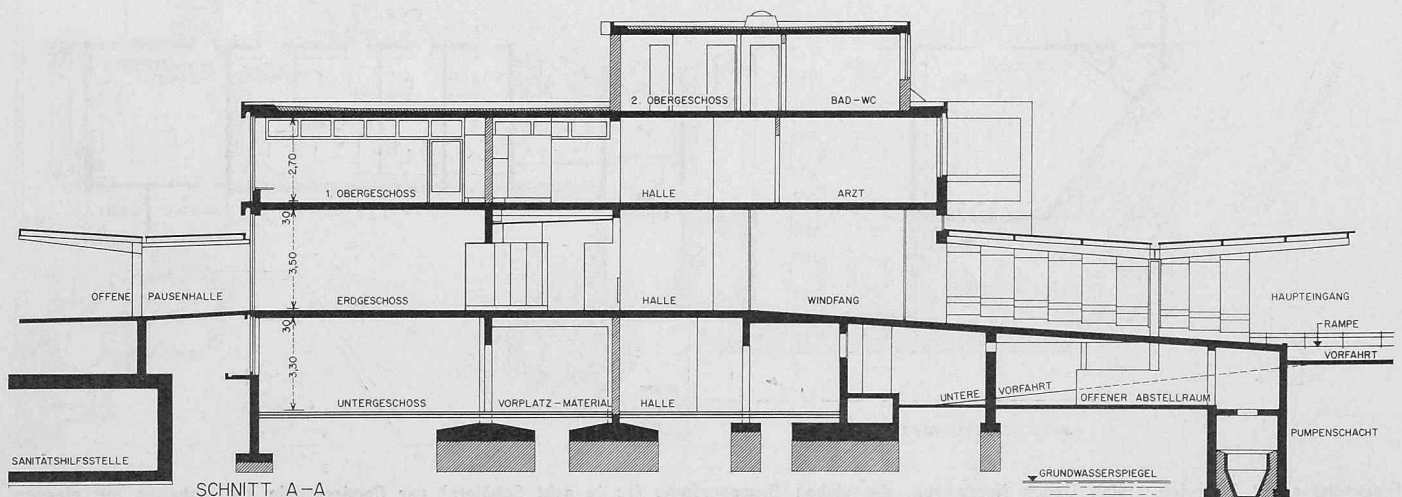 2. OBERGESCHOSS BAD-WC
2,70
1. OBERGESCHOSS HALLE ARZT
30
3,50
OFFENE PAUSENHALLE ERDGESCHOSS HALLE WINDFANG HAUPTEINGANG
30
RAMPE
VORFAHRT
3,30
UNTERE VORFAHRT OFFENER ABSTELLRAUM
UNTERGESCHOSS VORPLATZ-MATERIAL HALLE
PUMPENSCHACHT
SANITÄTSHILFSSTELLE
GRUNDWASSERSPIEGEL
SCHNITT A-A